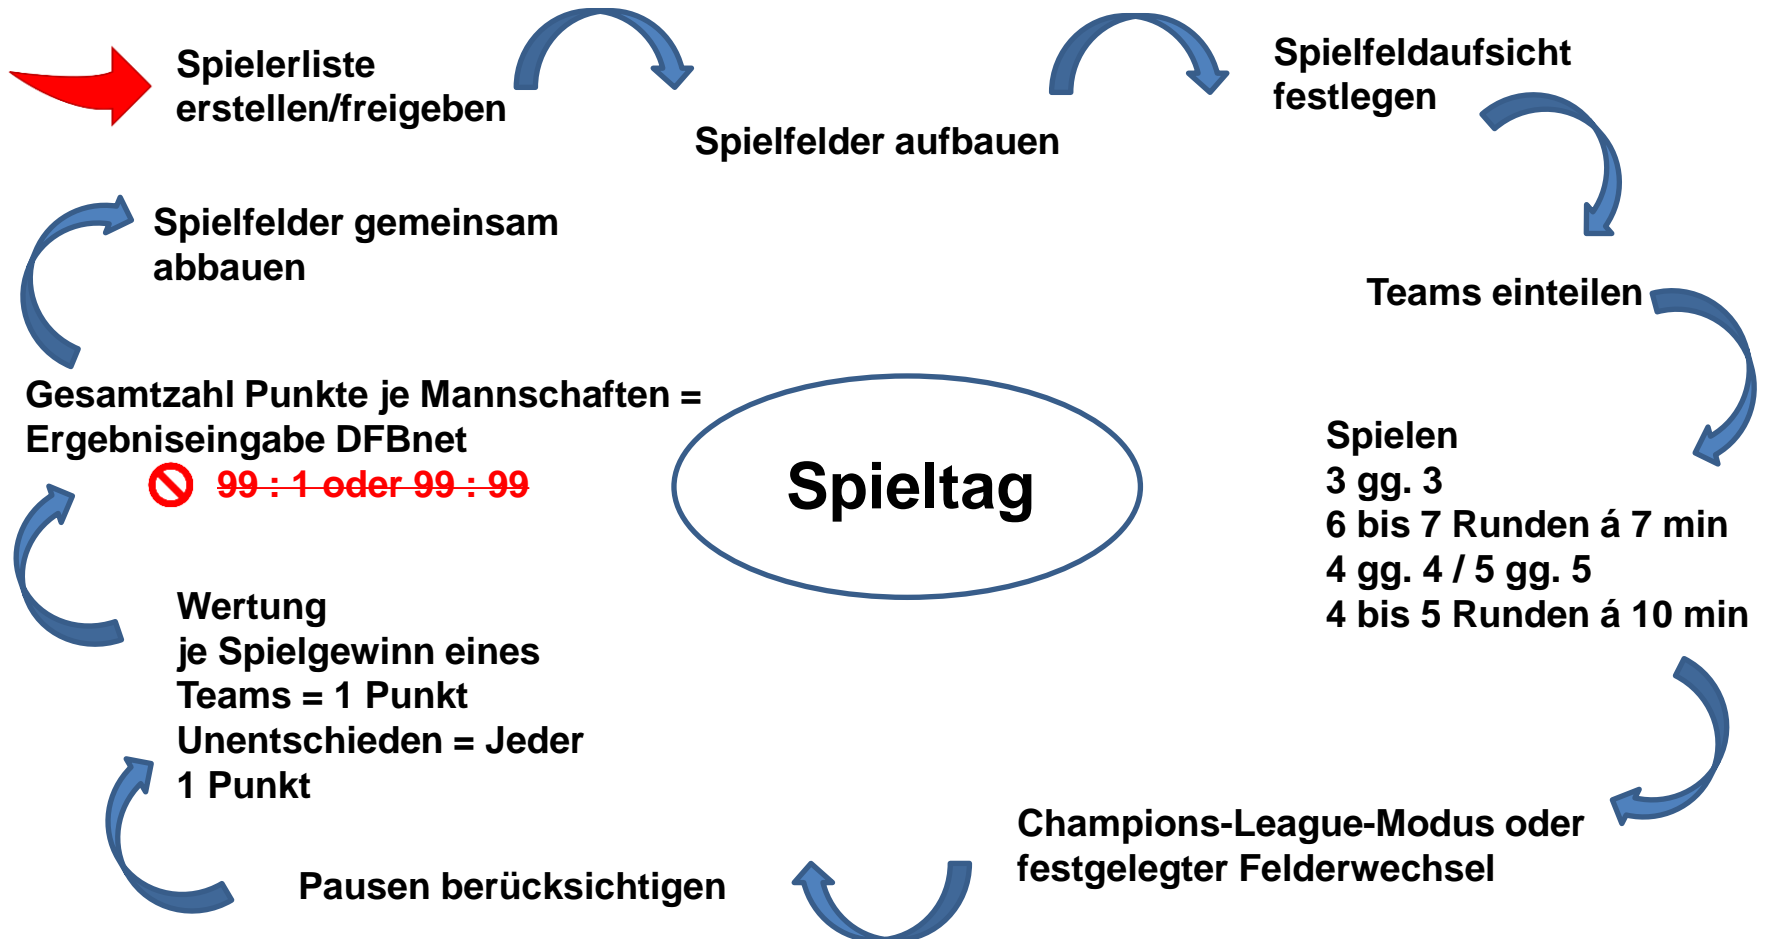 Spielerliste
erstellen/freigeben
Spielfelder aufbauen
Spielfeldaufsicht
festlegen
Teams einteilen
Spielen
3 gg. 3
6 bis 7 Runden á 7 min
4 gg. 4 / 5 gg. 5
4 bis 5 Runden á 10 min
Champions-League-Modus oder
festgelegter Felderwechsel
Pausen berücksichtigen
Wertung
je Spielgewinn eines
Teams = 1 Punkt
Unentschieden = Jeder
1 Punkt
Gesamtzahl Punkte je Mannschaften =
Ergebniseingabe DFBnet
99 : 1 oder 99 : 99
Spielfelder gemeinsam
abbauen
Spieltag